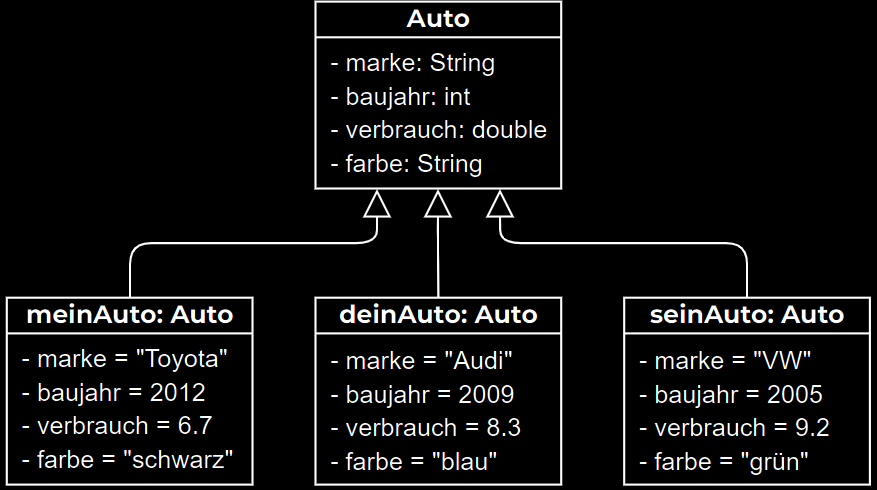 Auto
- marke: String
- baujahr: int
- verbrauch: double
- farbe: String
meinAuto: Auto
- marke = "Toyota"
- baujahr = 2012
- verbrauch = 6.7
- farbe = "schwarz"
deinAuto: Auto
- marke = "Audi"
- baujahr = 2009
- verbrauch = 8.3
- farbe = "blau"
seinAuto: Auto
- marke = "VW"
- baujahr = 2005
- verbrauch = 9.2
- farbe = "grün"